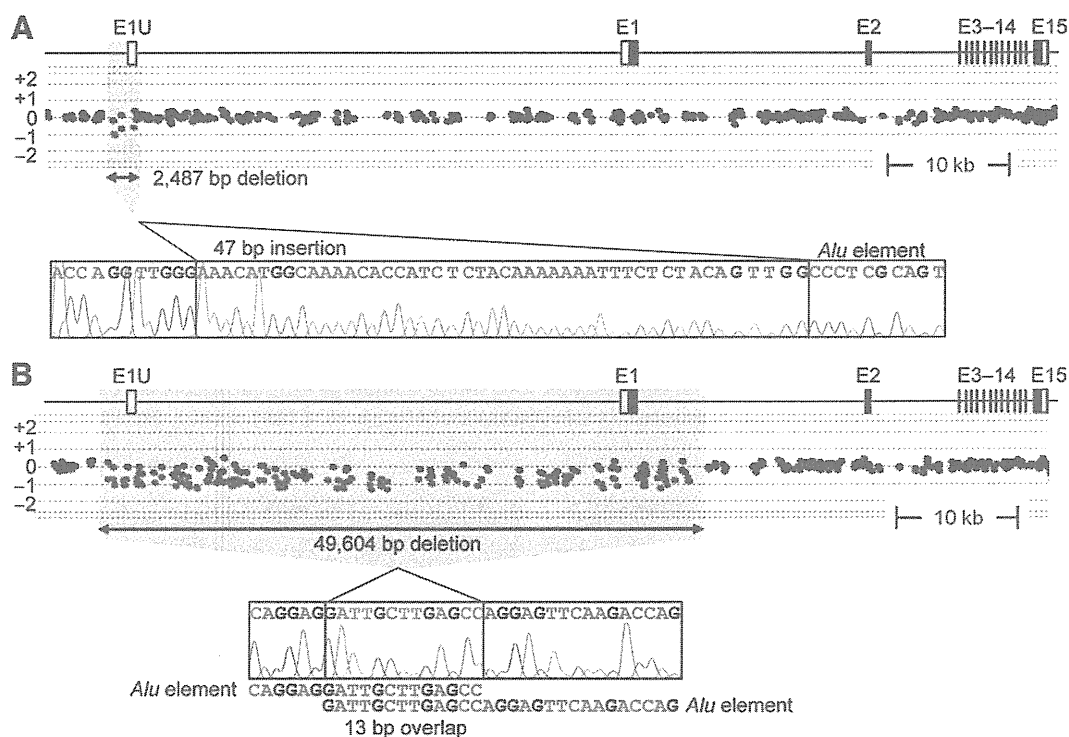 A
E1U E1 E2 E3–14 E15
+2
+1
0
−1
−2
10 kb
2,487 bp deletion
47 bp insertion
Alu element
ACCAGGTTGGGAAACATGGCAAAACACCATCTCTACAAAAAAATTTCTCTACAGTTGGCCCTCGCAGT
B
E1U E1 E2 E3–14 E15
+2
+1
0
−1
−2
10 kb
49,604 bp deletion
CAGGAGGATTGCTTGAGCCAGGAGTTCAAGACCAG
Alu element CAGGAGGATTGCTTGAGCC
GATTGCTTGAGCCAGGAGTTCAAGACCAG Alu element
13 bp overlap